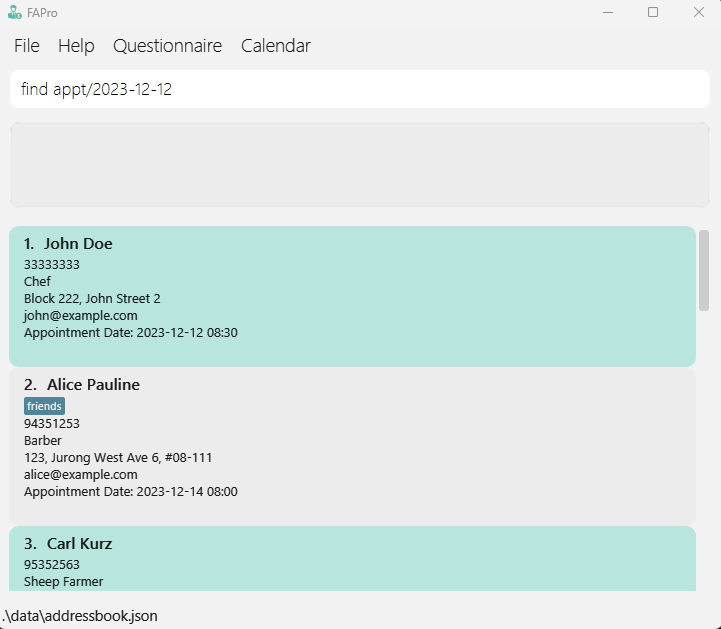 FAPro
File Help Questionnaire Calendar
find appt/2023-12-12
1. John Doe
33333333
Chef
Block 222, John Street 2
john@example.com
Appointment Date: 2023-12-12 08:30
2. Alice Pauline
friends
94351253
Barber
123, Jurong West Ave 6, #08-111
alice@example.com
Appointment Date: 2023-12-14 08:00
3. Carl Kurz
95352563
Sheep Farmer
.\data\addressbook.json